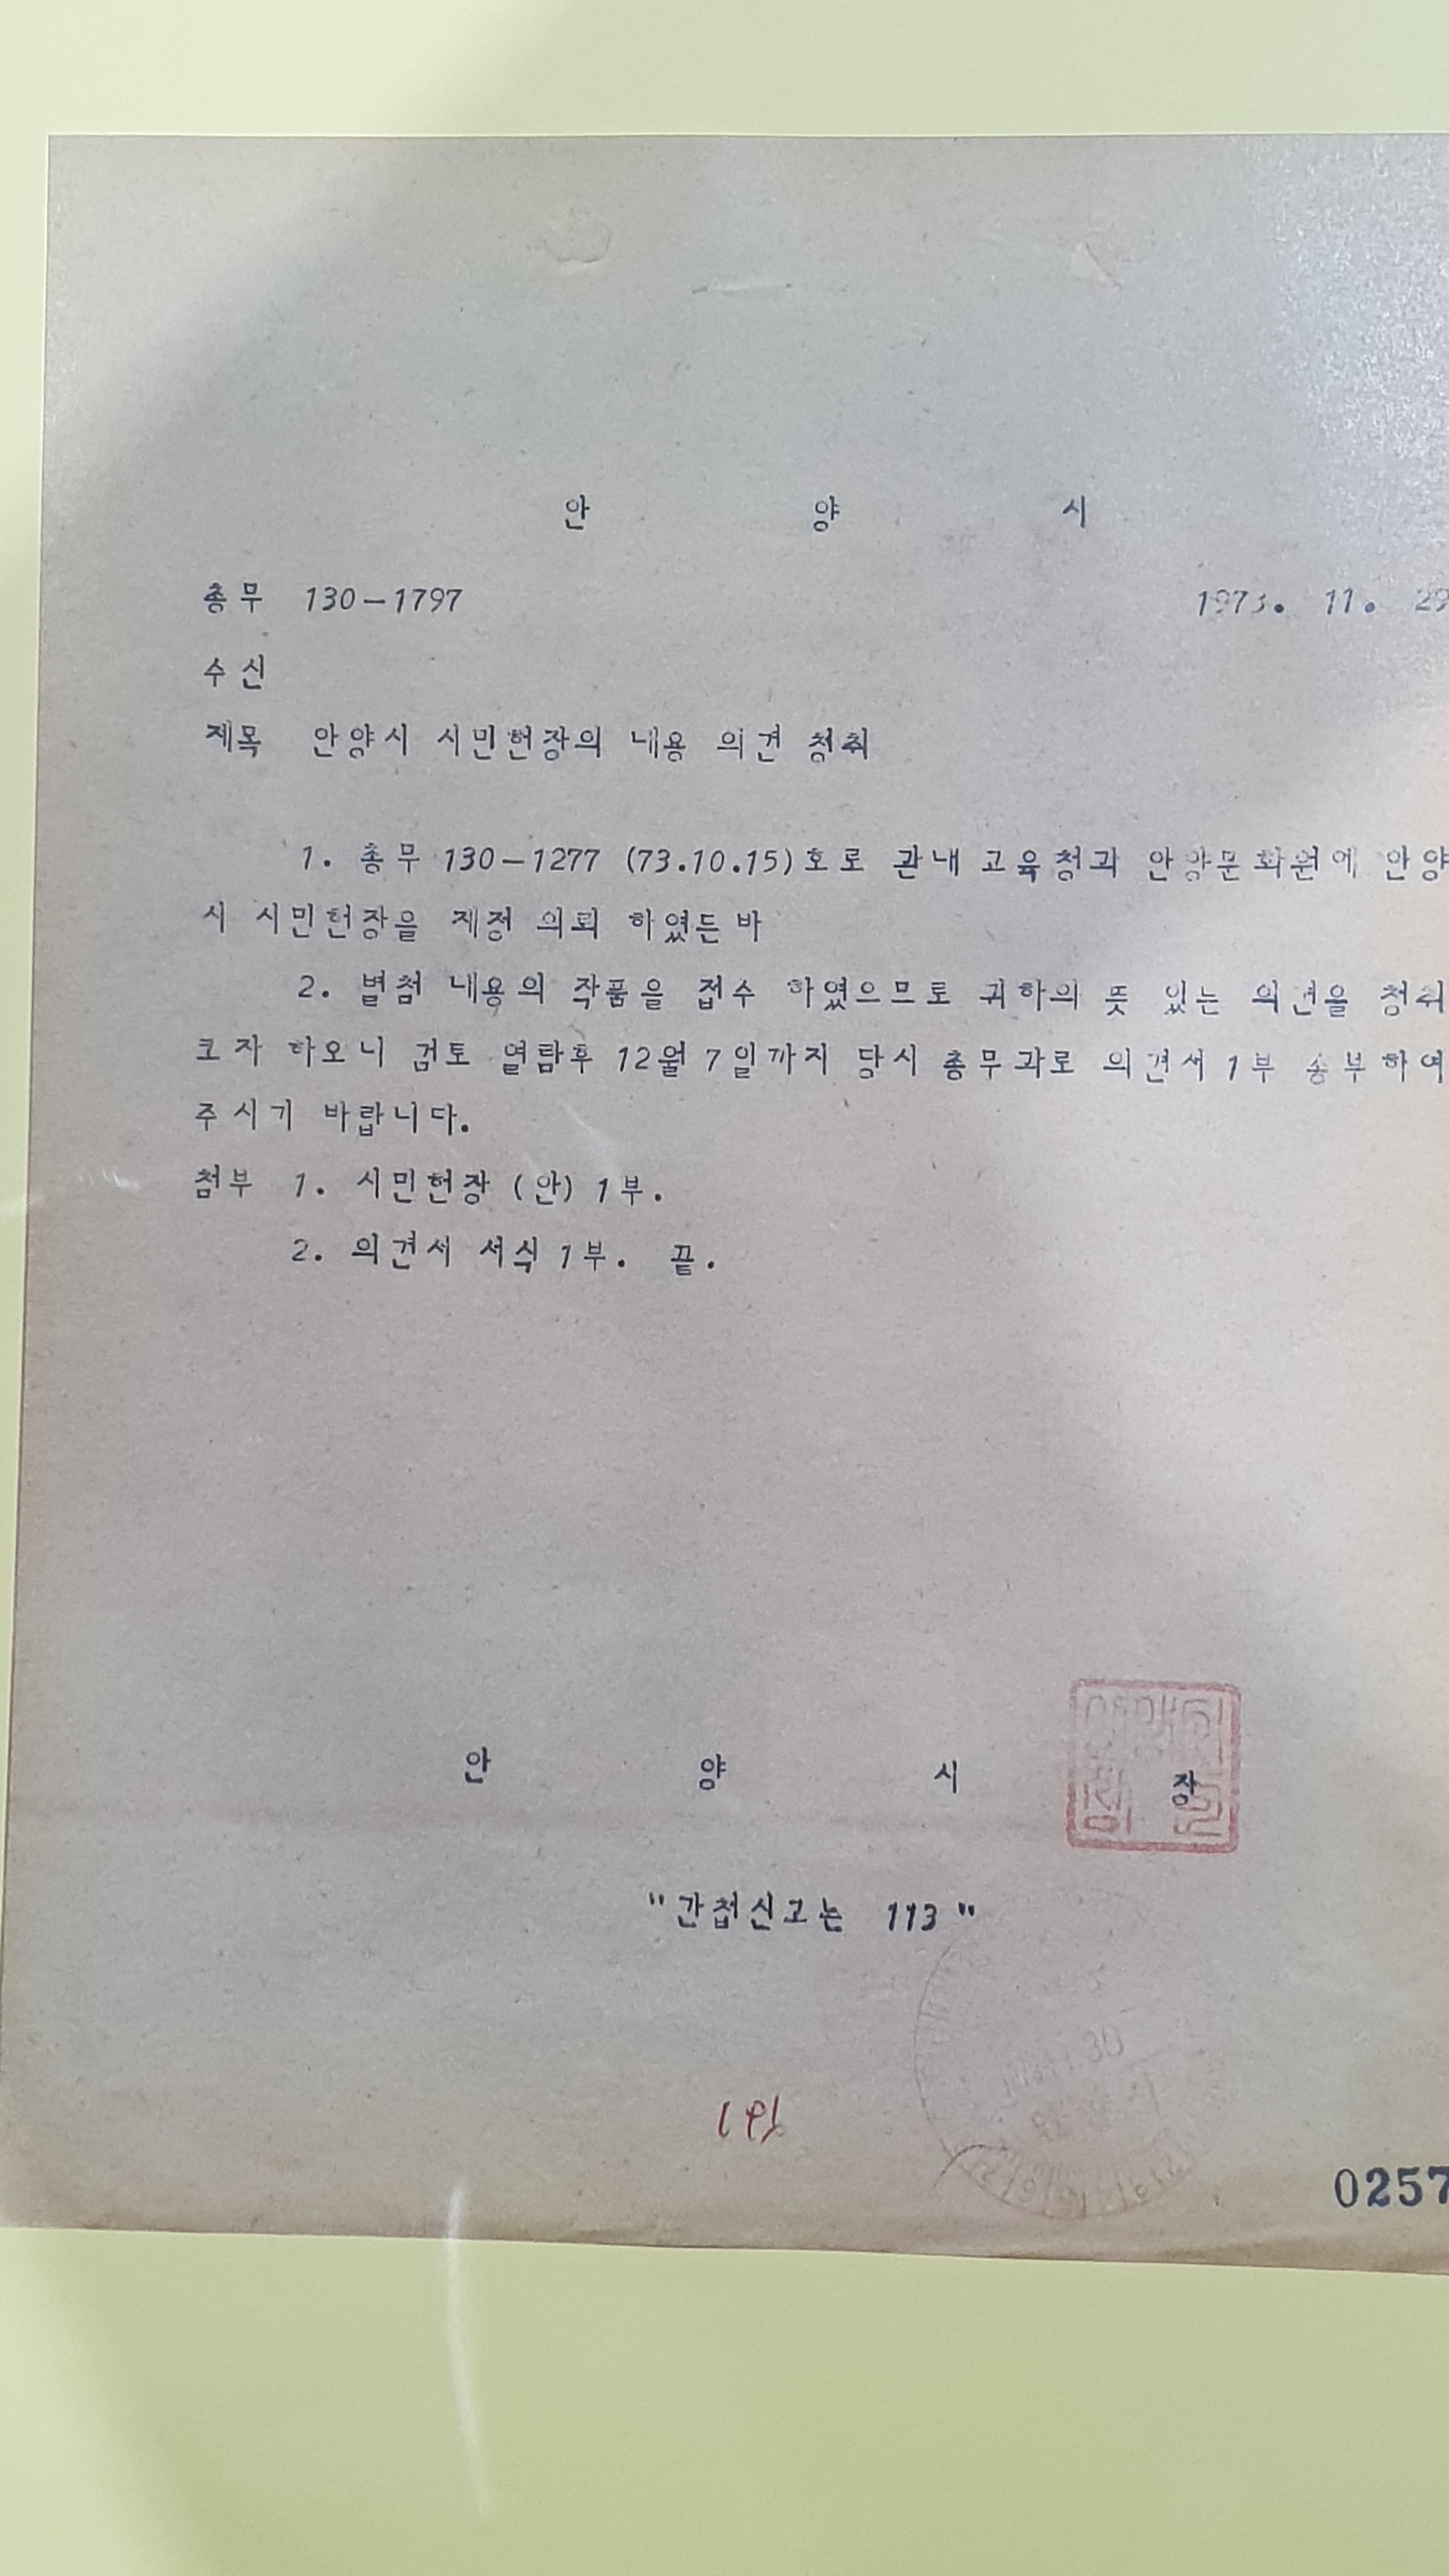 안 양 시
총무 130-1797 1973. 11. 29
수신
제목 안양시 시민헌장의 내용 의견 청취
1. 총무 130-1277 (73.10.15)호로 관내 교육청과 안양문화원에 안양
시 시민헌장을 제정 의뢰 하였든바
2. 별첨 내용의 작품을 접수 하였으므로 귀하의 뜻 있는 의견을 청취
코자 하오니 검토 열람후 12월 7일까지 당시 총무과로 의견서 1부 송부하여
주시기 바랍니다.
첨부 1. 시민헌장 (안) 1부.
2. 의견서 서식 1부. 끝.
안 양 시 장
"간첩신고는 113"
0257